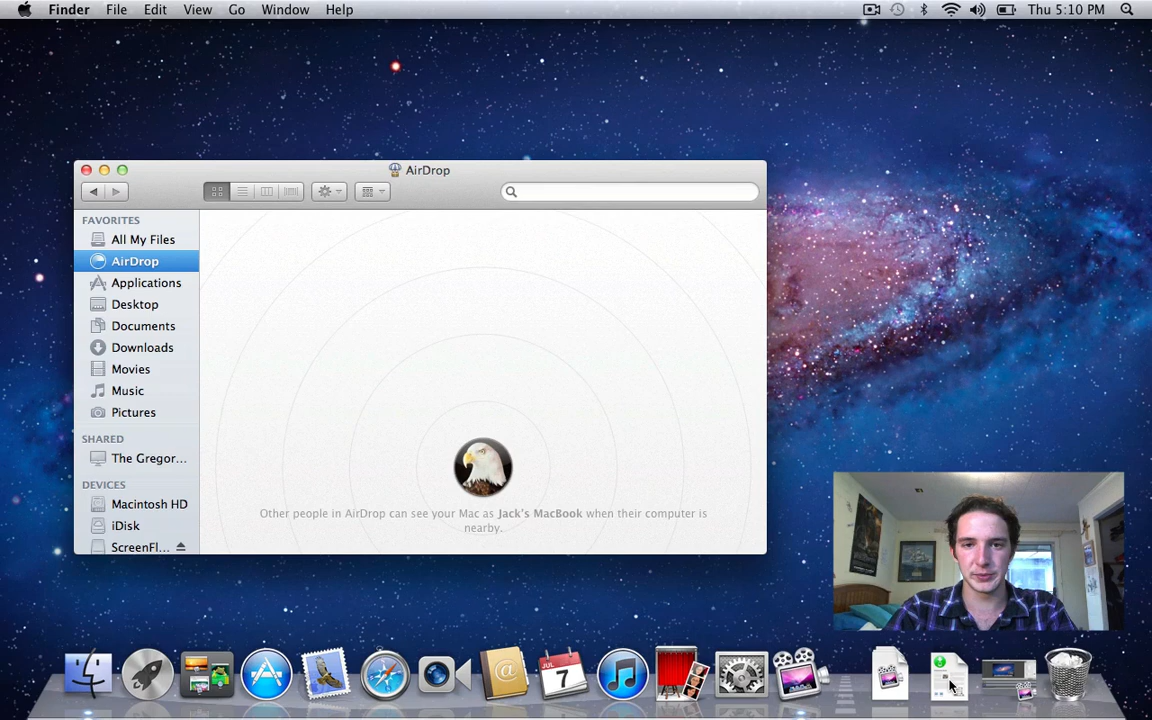 Finder File Edit View Go Window Help Thu 5:10 PM
AirDrop
FAVORITES
All My Files
AirDrop
Applications
Desktop
Documents
Downloads
Movies
Music
Pictures
SHARED
The Gregor...
DEVICES
Macintosh HD
iDisk
ScreenFl...
Other people in AirDrop can see your Mac as Jack's MacBook when their computer is
nearby.
JUL
7